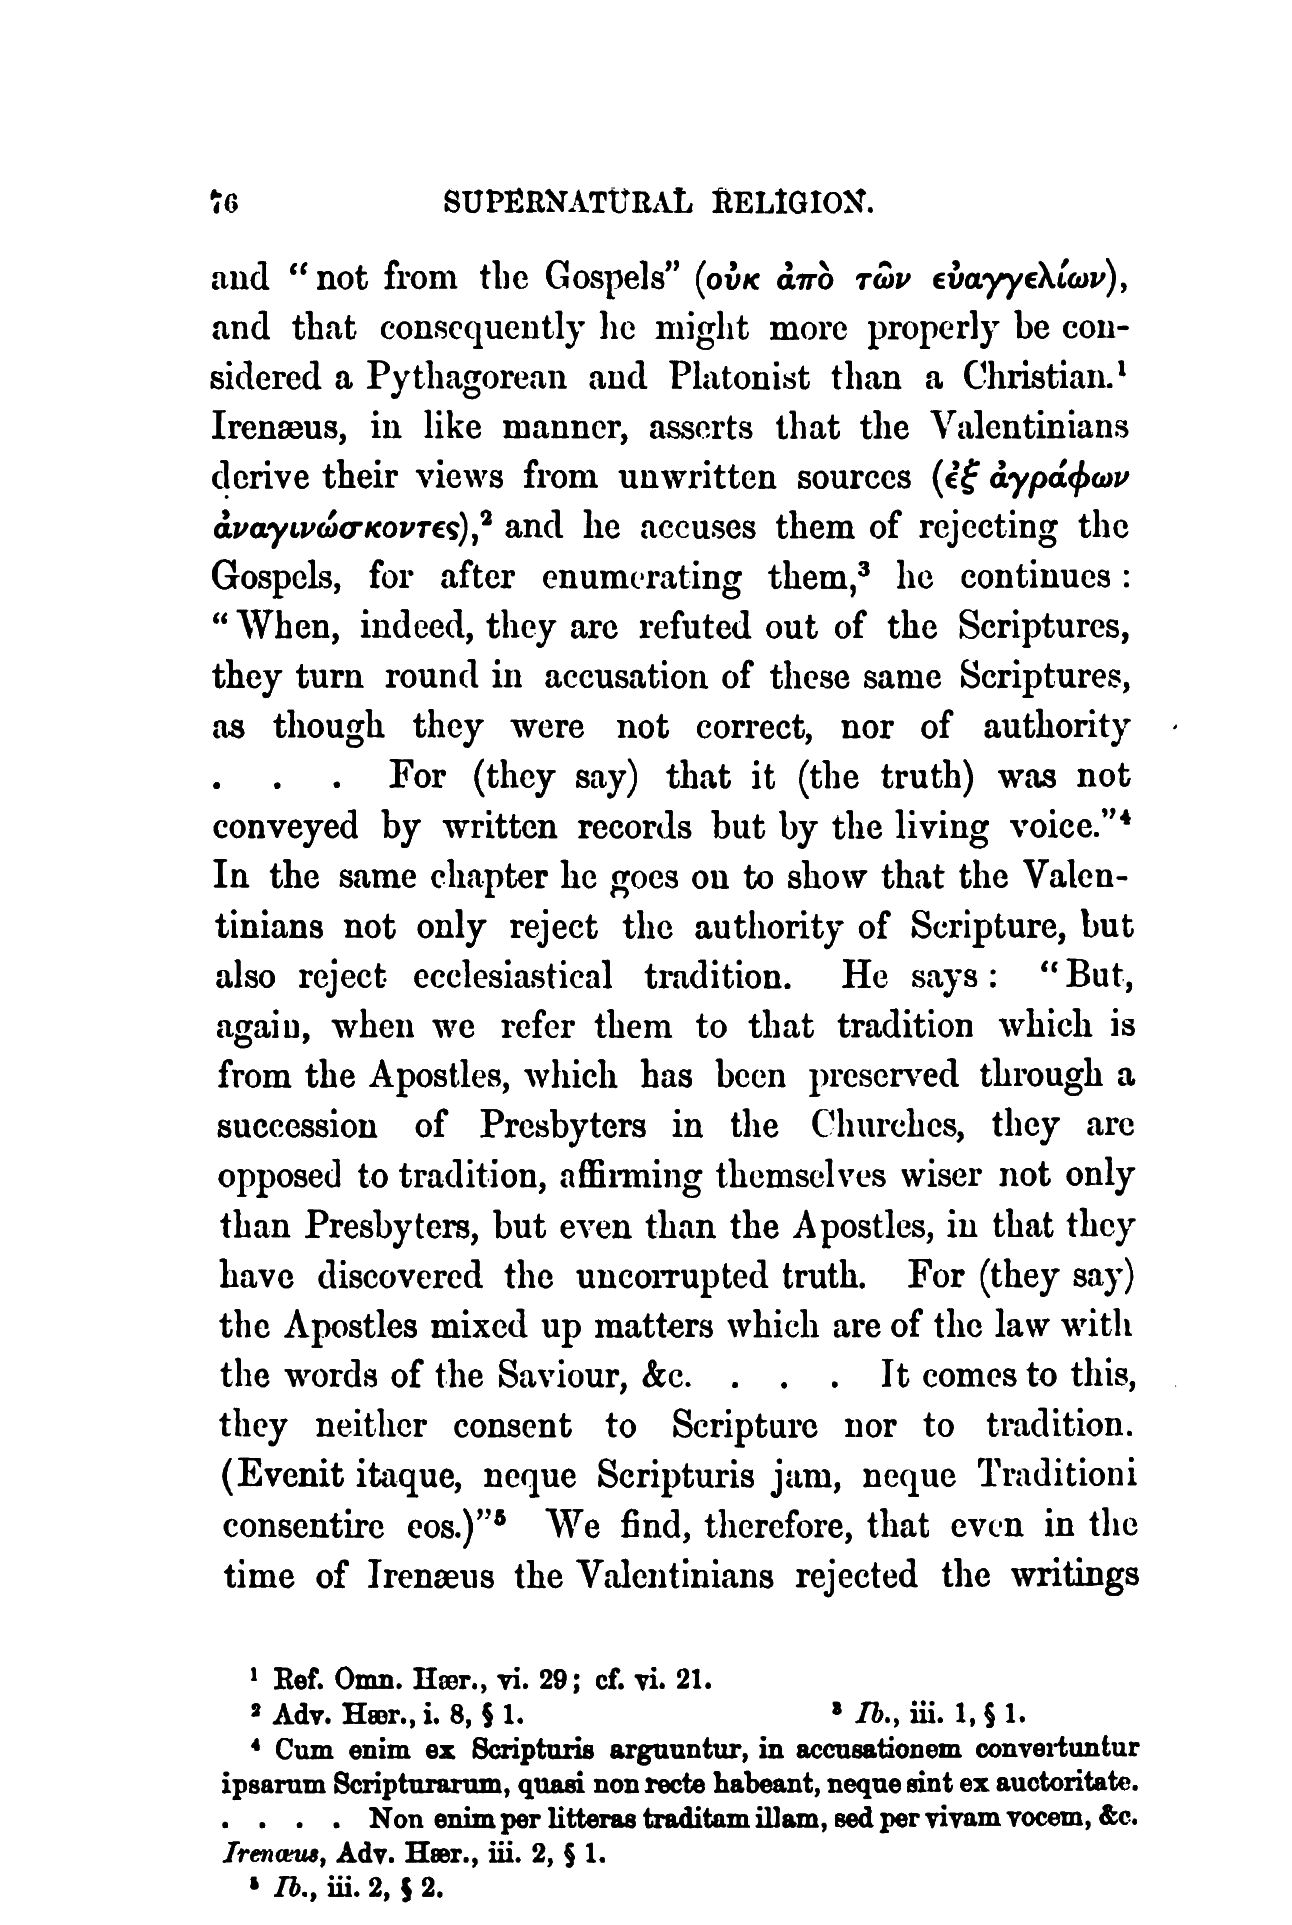 76 SUPERNATURAL RELIGION.
and “not from the Gospels” (οὐκ ἀπὸ τῶν εὐαγγελίων),
and that consequently he might more properly be con-
sidered a Pythagorean and Platonist than a Christian.¹
Irenæus, in like manner, asserts that the Valentinians
derive their views from unwritten sources (ἐξ ἀγράφων
ἀναγινώσκοντες),² and he accuses them of rejecting the
Gospels, for after enumerating them,³ he continues :
“When, indeed, they are refuted out of the Scriptures,
they turn round in accusation of these same Scriptures,
as though they were not correct, nor of authority
. . . For (they say) that it (the truth) was not
conveyed by written records but by the living voice.”⁴
In the same chapter he goes on to show that the Valen-
tinians not only reject the authority of Scripture, but
also reject ecclesiastical tradition. He says : “But,
again, when we refer them to that tradition which is
from the Apostles, which has been preserved through a
succession of Presbyters in the Churches, they are
opposed to tradition, affirming themselves wiser not only
than Presbyters, but even than the Apostles, in that they
have discovered the uncorrupted truth. For (they say)
the Apostles mixed up matters which are of the law with
the words of the Saviour, &c. . . . It comes to this,
they neither consent to Scripture nor to tradition.
(Evenit itaque, neque Scripturis jam, neque Traditioni
consentire eos.)”⁵ We find, therefore, that even in the
time of Irenæus the Valentinians rejected the writings
¹ Ref. Omn. Hær., vi. 29; cf. vi. 21.
² Adv. Hær., i. 8, § 1. ³ Ib., iii. 1, § 1.
⁴ Cum enim ex Scripturis arguuntur, in accusationem convertuntur
ipsarum Scripturarum, quasi non recte habeant, neque sint ex auctoritate.
. . . . Non enim per litteras traditam illam, sed per vivam vocem, &c.
Irenæus, Adv. Hær., iii. 2, § 1.
⁵ Ib., iii. 2, § 2.